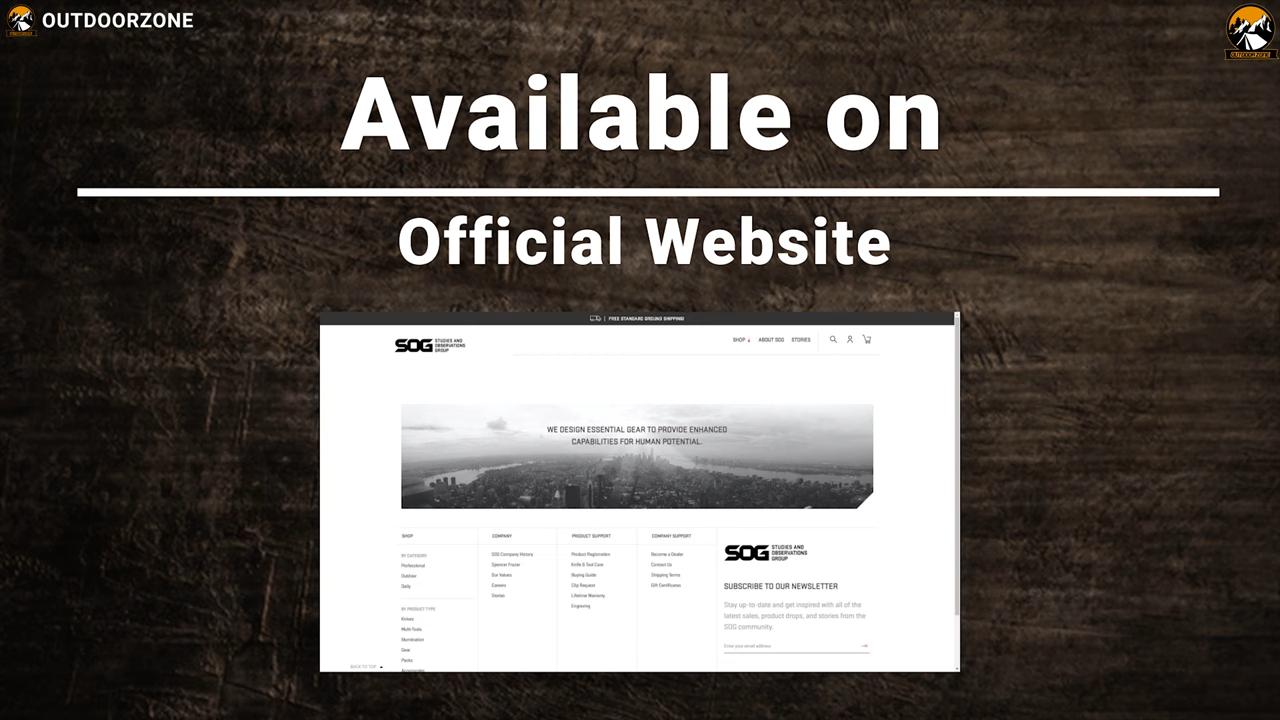 OUTDOORZONE
OUTDOORZONE
Available on
Official Website
FREE STANDARD GROUND SHIPPING!
SOG STUDIES AND
OBSERVATIONS
GROUP
SHOP
ABOUT SOG
STORIES
WE DESIGN ESSENTIAL GEAR TO PROVIDE ENHANCED
CAPABILITIES FOR HUMAN POTENTIAL.
SHOP
BY CATEGORY
Professional
Outdoor
Daily
BY PRODUCT TYPE
Knives
Multi-Tools
Illumination
Gear
Packs
Accessories
BACK TO TOP
COMPANY
SOG Company History
Spencer Frazer
Our Values
Careers
Stories
PRODUCT SUPPORT
Product Registration
Knife & Tool Care
Buying Guide
Clip Request
Lifetime Warranty
Engraving
COMPANY SUPPORT
Become a Dealer
Contact Us
Shipping Terms
Gift Certificates
SOG STUDIES AND
OBSERVATIONS
GROUP
SUBSCRIBE TO OUR NEWSLETTER
Stay up-to-date and get inspired with all of the
latest sales, product drops, and stories from the
SOG community.
Enter your email address